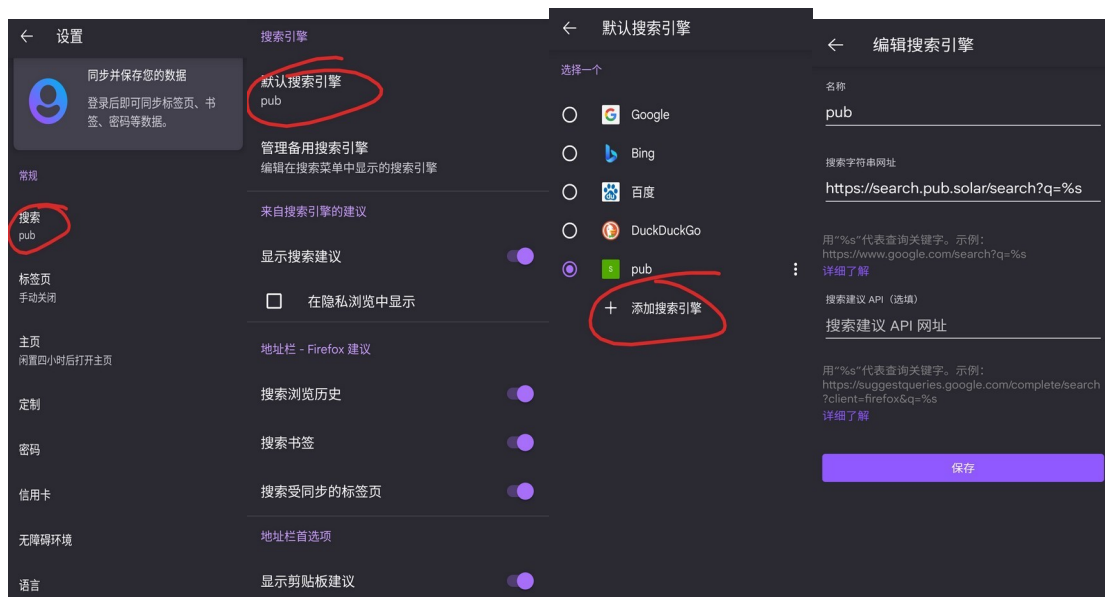 设置
同步并保存您的数据
登录后即可同步标签页、书
签、密码等数据。
常规
搜索
pub
标签页
手动关闭
主页
闲置四小时后打开主页
定制
密码
信用卡
无障碍环境
语言
搜索引擎
默认搜索引擎
pub
管理备用搜索引擎
编辑在搜索菜单中显示的搜索引擎
来自搜索引擎的建议
显示搜索建议
在隐私浏览中显示
地址栏 - Firefox 建议
搜索浏览历史
搜索书签
搜索受同步的标签页
地址栏首选项
显示剪贴板建议
默认搜索引擎
选择一个
Google
Bing
百度
DuckDuckGo
s pub
添加搜索引擎
编辑搜索引擎
名称
pub
搜索字符串网址
https://search.pub.solar/search?q=%s
用"%s"代表查询关键字。示例：
https://www.google.com/search?q=%s
详细了解
搜索建议 API（选填）
搜索建议 API 网址
用"%s"代表查询关键字。示例：
https://suggestqueries.google.com/complete/search
?client=firefox&q=%s
详细了解
保存